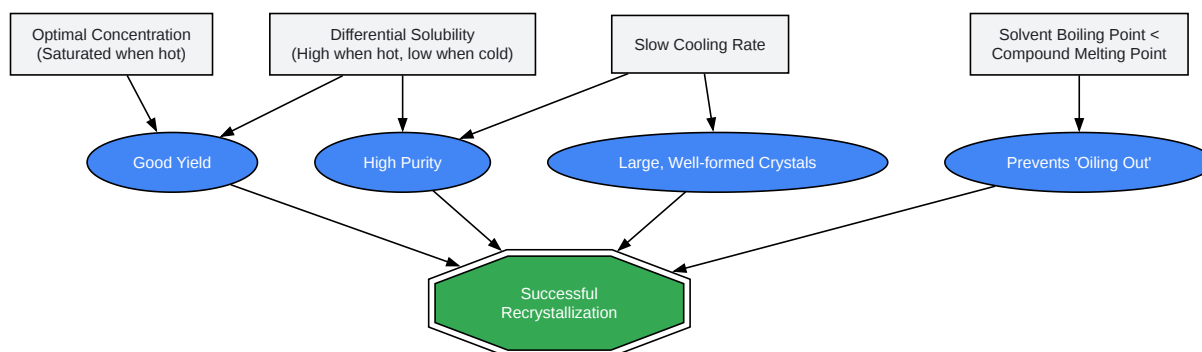 Optimal Concentration
(Saturated when hot)
Differential Solubility
(High when hot, low when cold)
Slow Cooling Rate
Solvent Boiling Point <
Compound Melting Point
Good Yield
High Purity
Large, Well-formed Crystals
Prevents 'Oiling Out'
Successful
Recrystallization